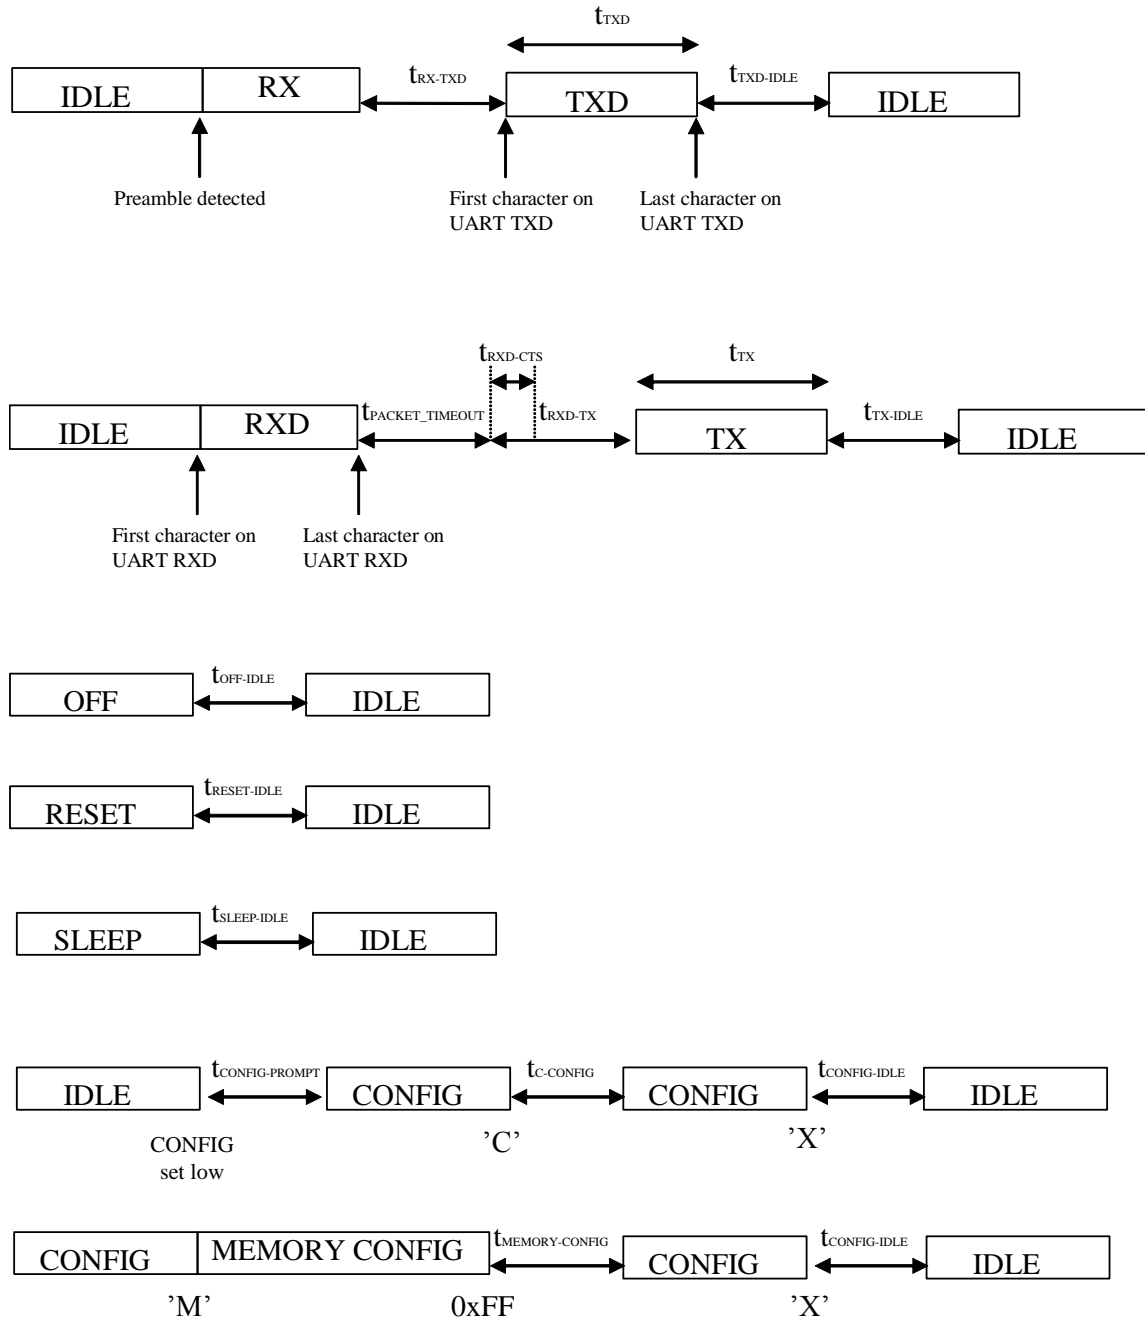 tTXD
IDLE RX tRX-TXD TXD tTXD-IDLE IDLE
Preamble detected First character on Last character on
UART TXD UART TXD
tRXD-CTS tTX
IDLE RXD tPACKET_TIMEOUT tRXD-TX TX tTX-IDLE IDLE
First character on Last character on
UART RXD UART RXD
OFF tOFF-IDLE IDLE
RESET tRESET-IDLE IDLE
SLEEP tSLEEP-IDLE IDLE
IDLE tCONFIG-PROMPT CONFIG tC-CONFIG CONFIG tCONFIG-IDLE IDLE
CONFIG ’C’ ’X’
set low
CONFIG MEMORY CONFIG tMEMORY-CONFIG CONFIG tCONFIG-IDLE IDLE
’M’ 0xFF ’X’